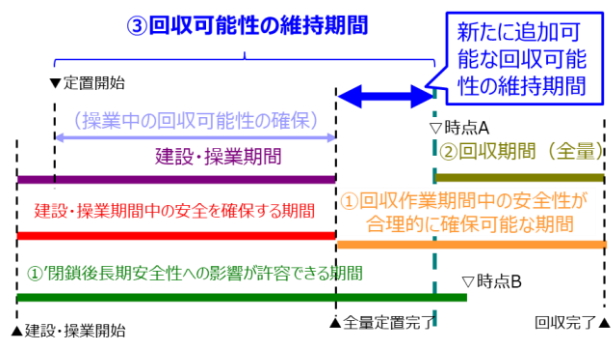 ③回収可能性の維持期間
新たに追加可
能な回収可能
性の維持期間
▼定置開始
(操業中の回収可能性の確保)
▽時点A
建設・操業期間
②回収期間（全量）
建設・操業期間中の安全を確保する期間
①回収作業期間中の安全性が
合理的に確保可能な期間
①’閉鎖後長期安全性への影響が許容できる期間
▽時点B
▲建設・操業開始
▲全量定置完了
回収完了▲